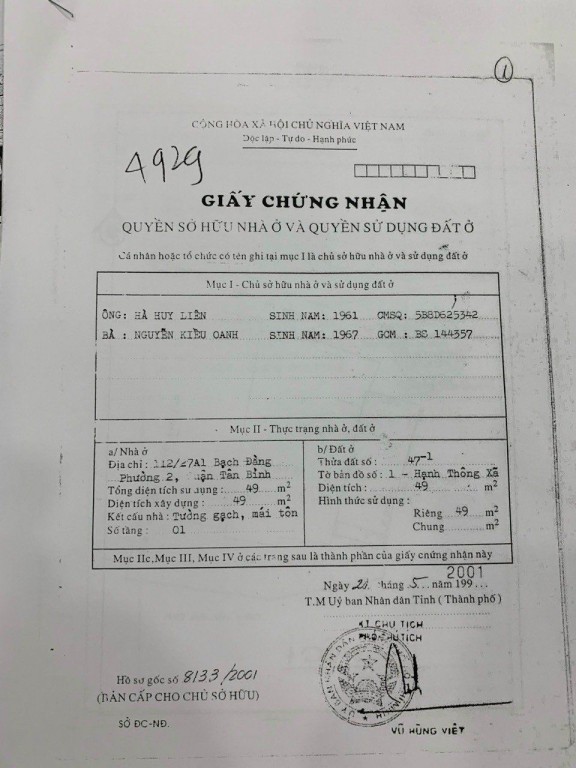 1
CỘNG HÒA XÃ HỘI CHỦ NGHĨA VIỆT NAM
Độc lập - Tự do - Hạnh phúc
4929
GIẤY CHỨNG NHẬN
QUYỀN SỞ HỮU NHÀ Ở VÀ QUYỀN SỬ DỤNG ĐẤT Ở
Cá nhân hoặc tổ chức có tên ghi tại mục I là chủ sở hữu nhà ở và sử dụng đất ở
Mục I - Chủ sở hữu nhà ở và sử dụng đất ở
ÔNG: HÀ HUY LIÊN SINH NĂM: 1961 CMSQ: 5B8D625342
BÀ : NGUYỄN KIỀU OANH SINH NĂM: 1967 GCM : BS 144357
Mục II - Thực trạng nhà ở, đất ở
a/ Nhà ở
Địa chỉ : 112/27A1 Bạch Đằng
Phường 2, Quận Tân Bình
Tổng diện tích sử dụng : 49 m²
Diện tích xây dựng : 49 m²
Kết cấu nhà : Tường gạch, mái tôn
Số tầng : 01
b/ Đất ở
Thửa đất số : 47-1
Tờ bản đồ số : 1 - Hạnh Thông Xã
Diện tích : 49 m²
Hình thức sử dụng :
Riêng 49 m²
Chung m²
Mục IIc, Mục III, Mục IV ở các trang sau là thành phần của giấy chứng nhận này
Ngày 28 tháng 5 năm 199... 2001
T.M Uỷ ban Nhân dân Tỉnh ( Thành phố )
KT CHỦ TỊCH
PHÓ CHỦ TỊCH
Hồ sơ gốc số 8133/2001
(BẢN CẤP CHO CHỦ SỞ HỮU)
SỞ ĐC-NĐ.
VŨ HÙNG VIỆT